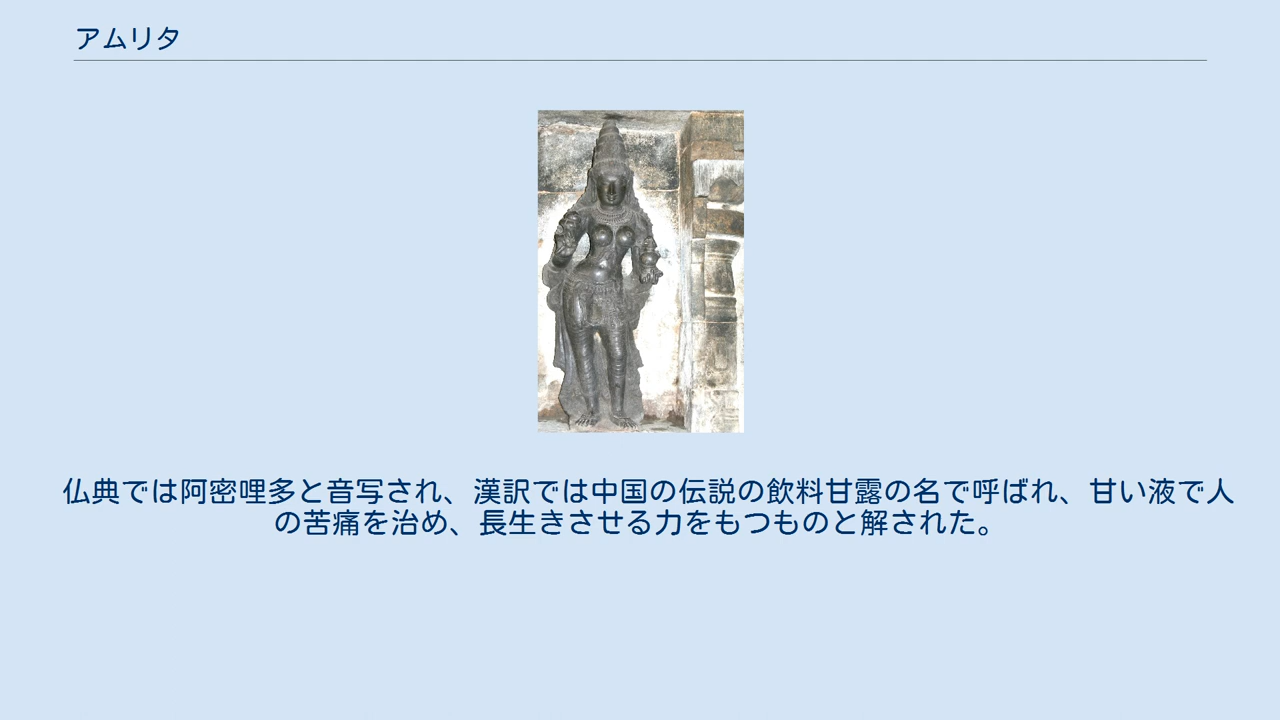 アムリタ
仏典では阿密哩多と音写され、漢訳では中国の伝説の飲料甘露の名で呼ばれ、甘い液で人
の苦痛を治め、長生きさせる力をもつものと解された。